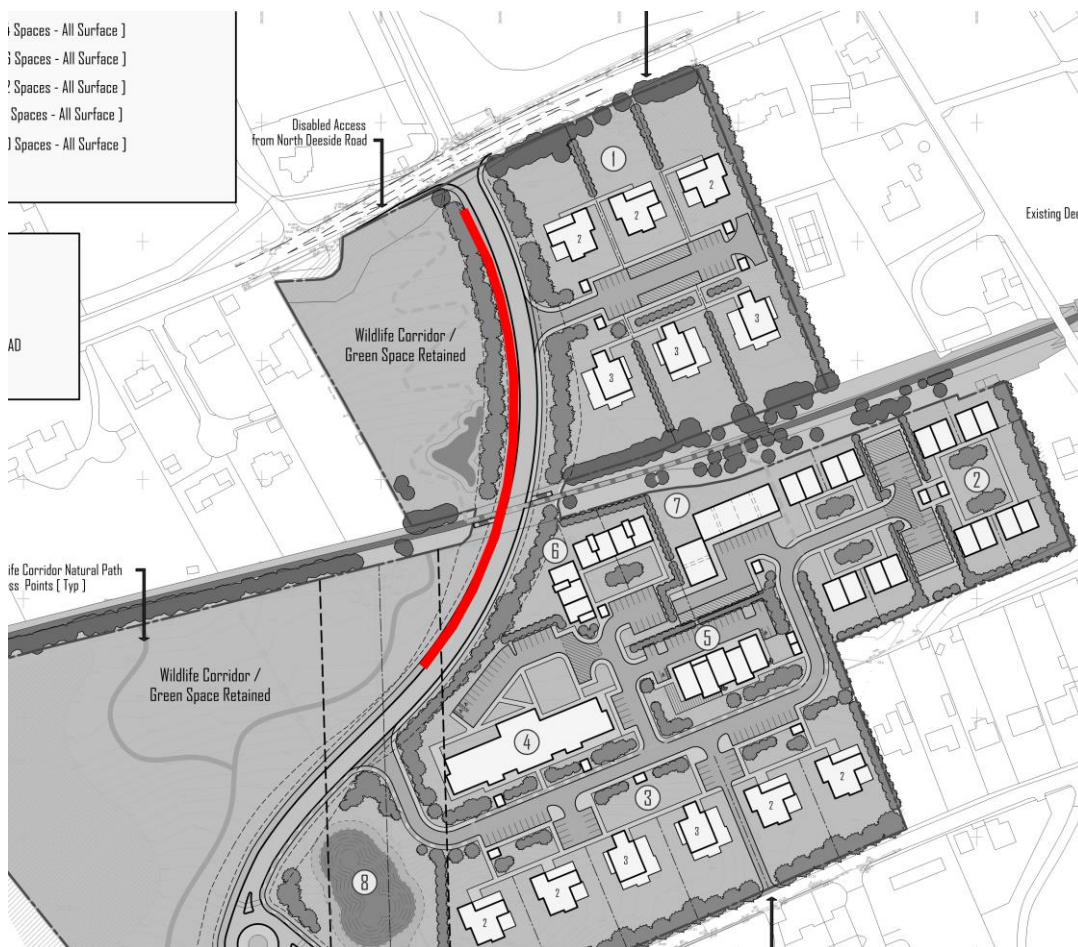 Spaces - All Surface ]
Spaces - All Surface ]
2 Spaces - All Surface ]
Spaces - All Surface ]
Spaces - All Surface ]
Disabled Access
from North Deeside Road
Existing Dee
AD
Wildlife Corridor /
Green Space Retained
life Corridor Natural Path
ess Points [ Typ ]
Wildlife Corridor /
Green Space Retained
1
2
2
2
3
3
3
2
7
6
5
4
3
2
2
3
3
2
2
8